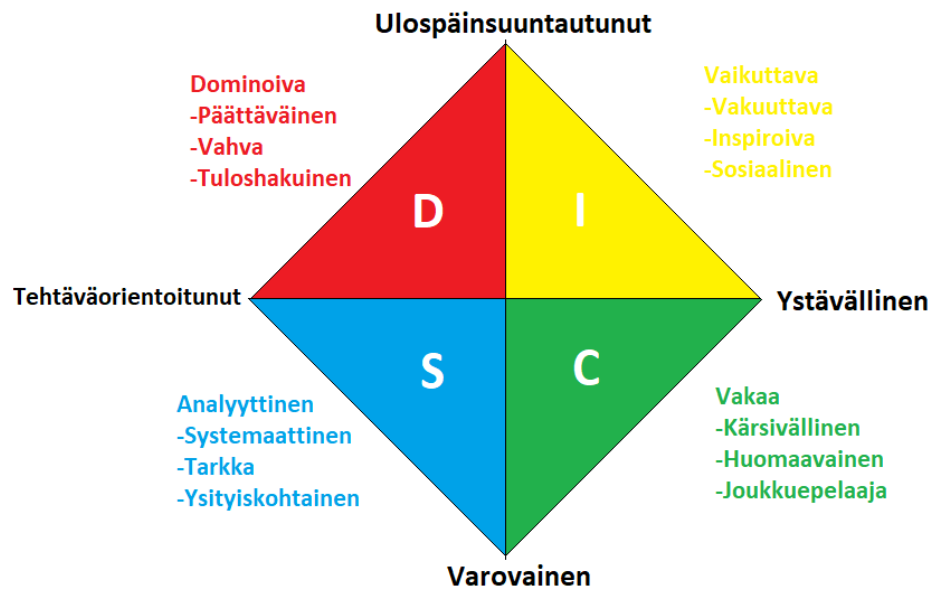 Ulospäinsuuntautunut
Dominoiva
-Päättäväinen
-Vahva
-Tuloshakuinen
Vaikuttava
-Vakuuttava
-Inspiroiva
-Sosiaalinen
D
I
Tehtäväorientoitunut
Ystävällinen
S
C
Analyyttinen
-Systemaattinen
-Tarkka
-Ysityiskohtainen
Vakaa
-Kärsivällinen
-Huomaavainen
-Joukkuepelaaja
Varovainen